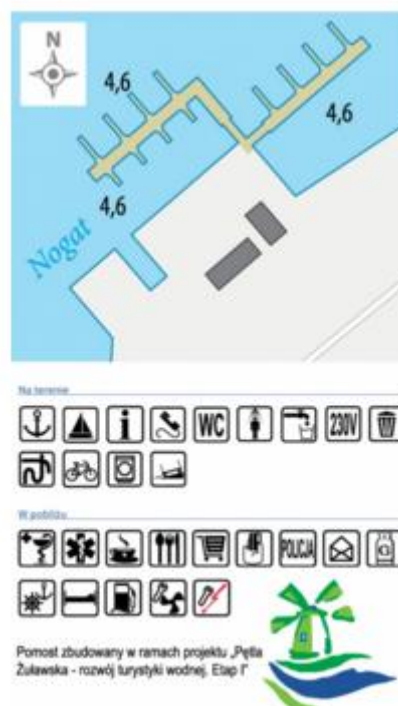 N
4,6
4,6
4,6
Nogat
Na terenie
WC
230V
W pobliżu
POLICJA
Pomost zbudowany w ramach projektu „Pętla
Żuławska - rozwój turystyki wodnej. Etap I"